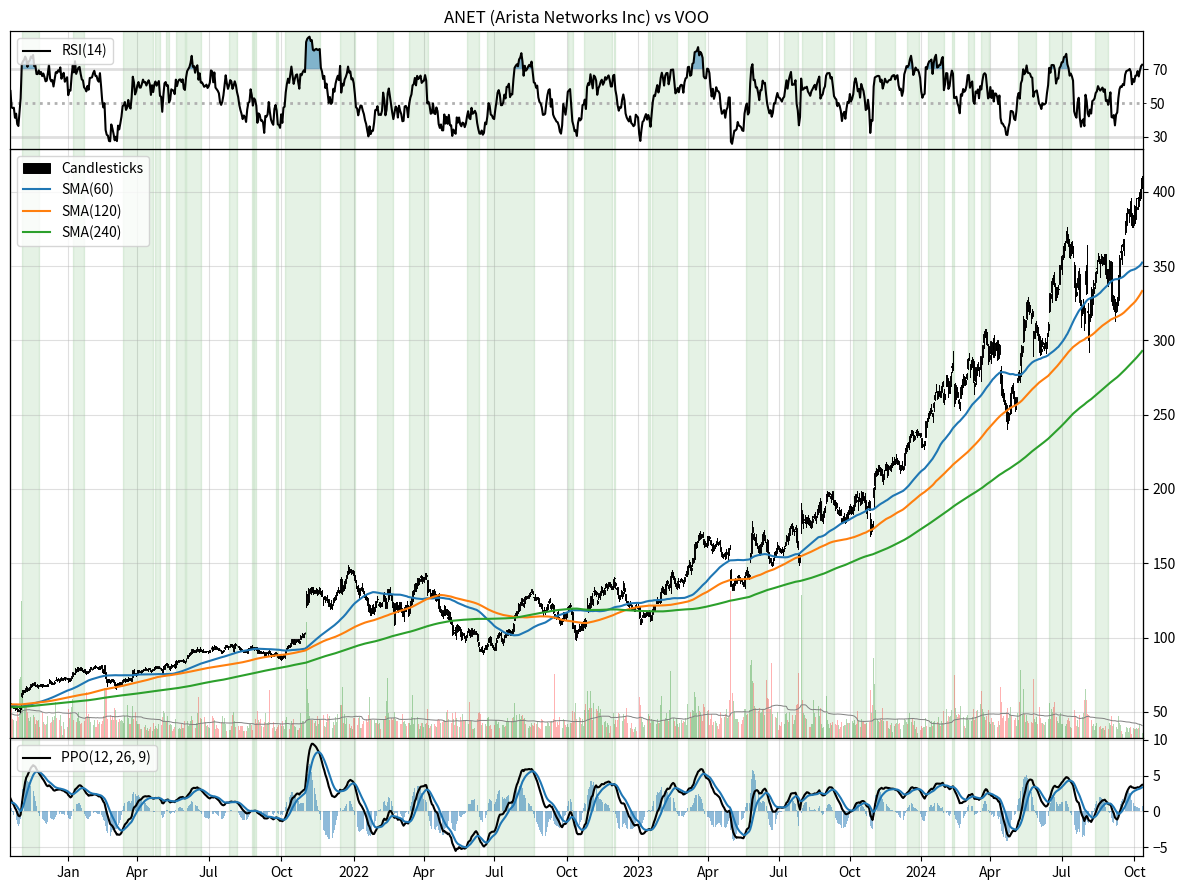 ANET (Arista Networks Inc) vs VOO
RSI(14)
70
50
30
Candlesticks
SMA(60)
SMA(120)
SMA(240)
400
350
300
250
200
150
100
50
PPO(12, 26, 9)
10
5
0
−5
Jan Apr Jul Oct 2022 Apr Jul Oct 2023 Apr Jul Oct 2024 Apr Jul Oct